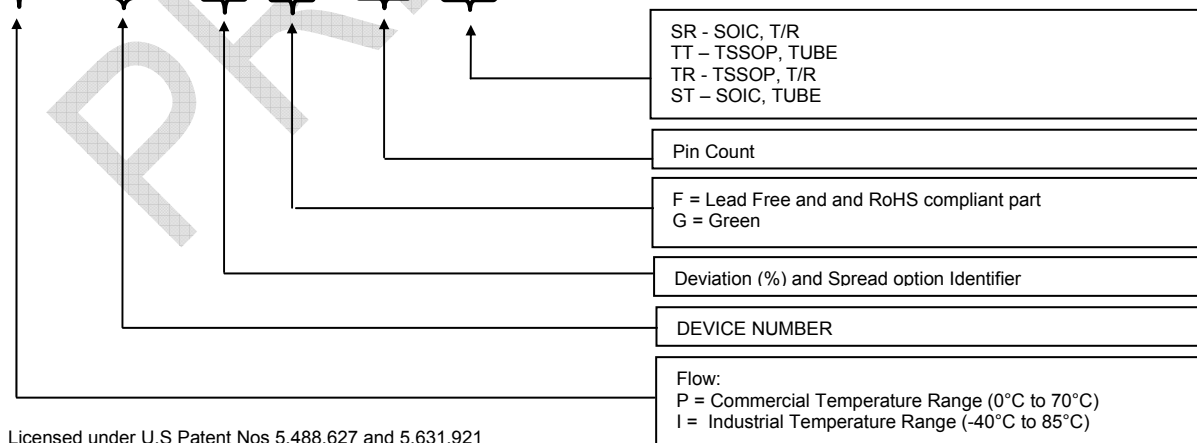 SR - SOIC, T/R
TT – TSSOP, TUBE
TR - TSSOP, T/R
ST – SOIC, TUBE
Pin Count
F = Lead Free and and RoHS compliant part
G = Green
Deviation (%) and Spread option Identifier
DEVICE NUMBER
Flow:
P = Commercial Temperature Range (0°C to 70°C)
I = Industrial Temperature Range (-40°C to 85°C)
Licensed under U.S Patent Nos 5,488,627 and 5,631,921